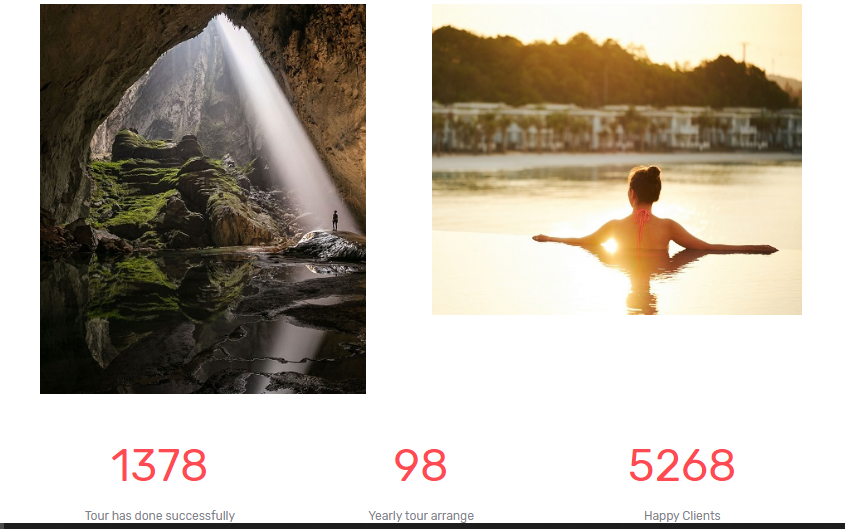 1378
98
5268
Tour has done successfully
Yearly tour arrange
Happy Clients